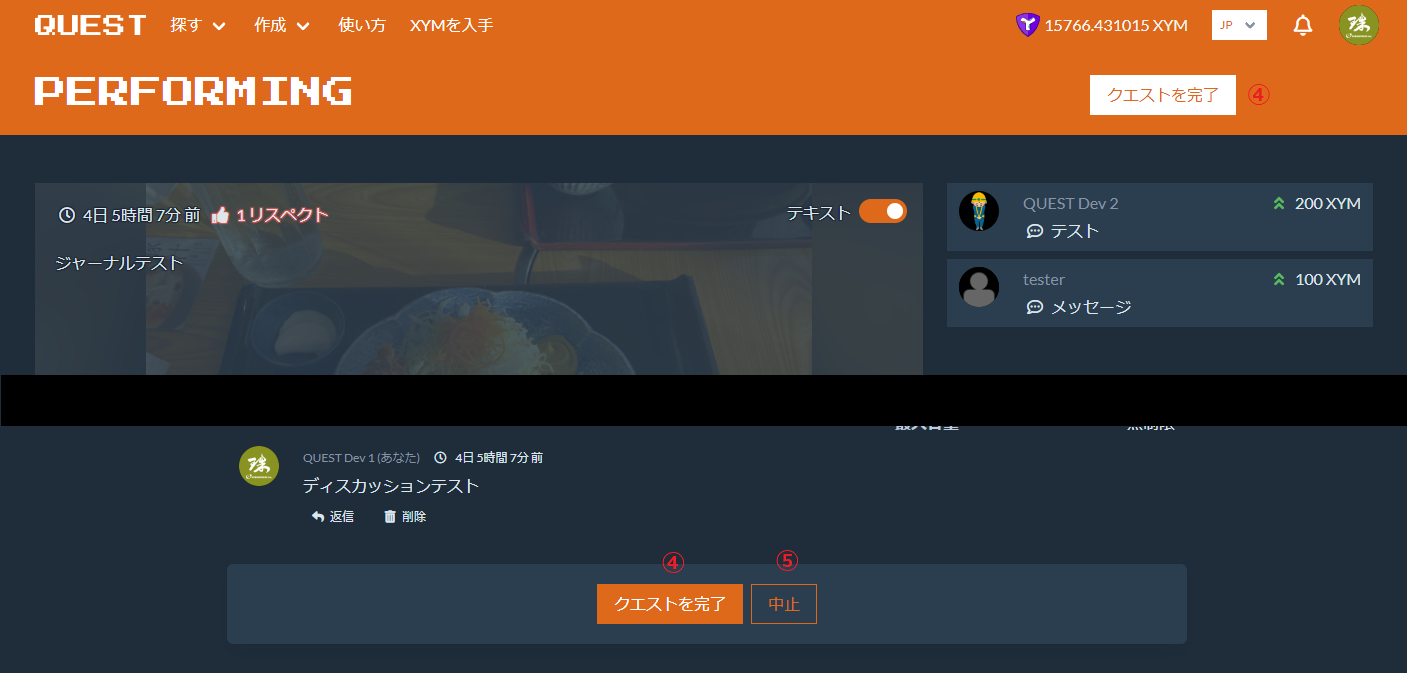 QUEST 探す 作成 使い方 XYMを入手 15766.431015 XYM JP
PERFORMING
クエストを完了 ④
4日5時間7分前 1リスペクト テキスト
ジャーナルテスト
QUEST Dev 2 200 XYM
テスト
tester 100 XYM
メッセージ
QUEST Dev 1 (あなた) 4日5時間7分前
ディスカッションテスト
返信 削除
④ ⑤
クエストを完了 中止